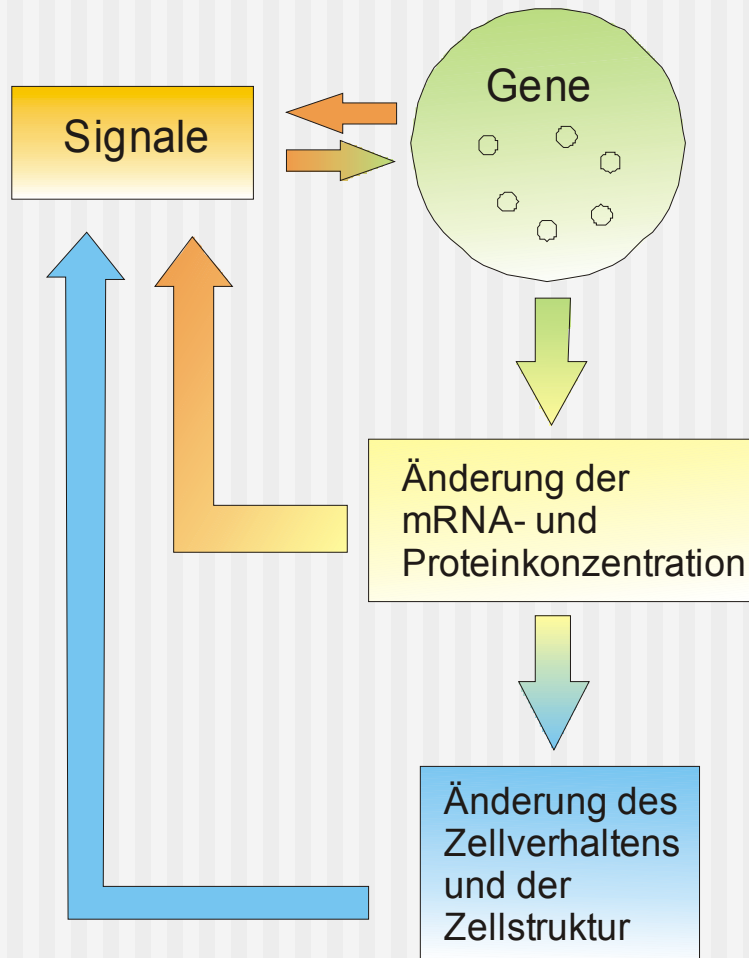 Gene
Signale
Änderung der
mRNA- und
Proteinkonzentration
Änderung des
Zellverhaltens
und der
Zellstruktur